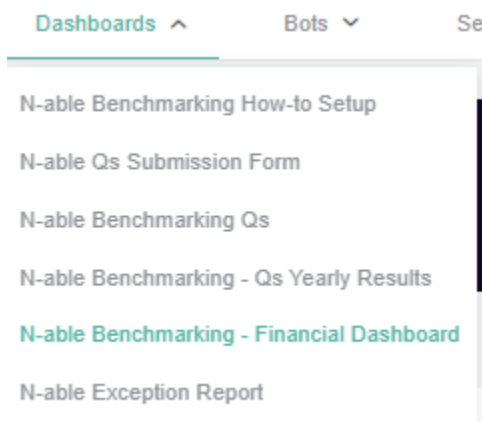 Dashboards Bots Se
N-able Benchmarking How-to Setup
N-able Qs Submission Form
N-able Benchmarking Qs
N-able Benchmarking - Qs Yearly Results
N-able Benchmarking - Financial Dashboard
N-able Exception Report